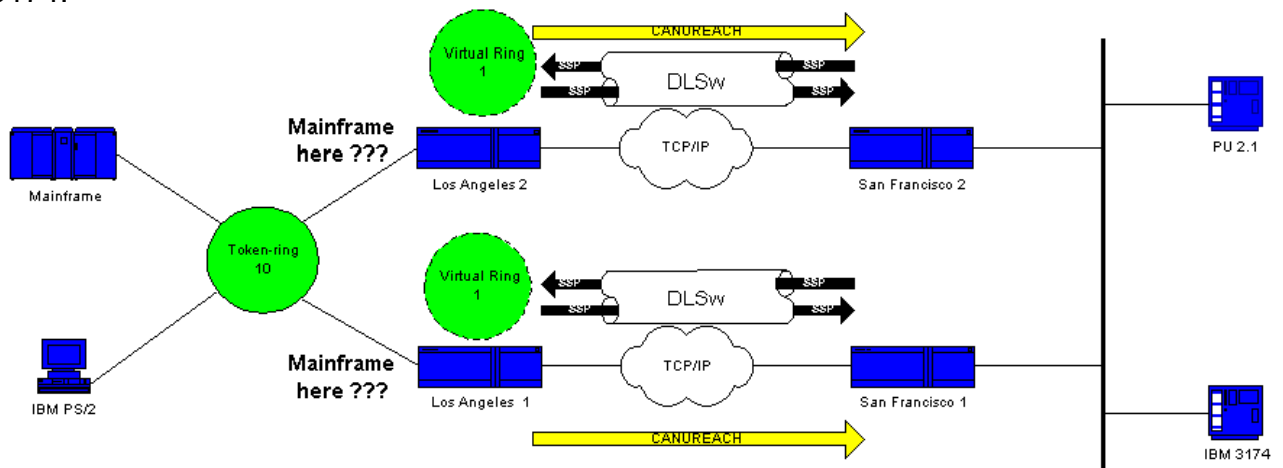 CANUREACH
Virtual Ring
1
SSP
SSP
DLSw
SSP
SSP
Mainframe
here ???
TCP/IP
PU 2.1
Mainframe
Los Angeles 2
San Francisco 2
Token-ring
10
Virtual Ring
1
SSP
SSP
DLSw
SSP
SSP
Mainframe
here ???
TCP/IP
IBM PS/2
Los Angeles 1
San Francisco 1
CANUREACH
IBM 3174